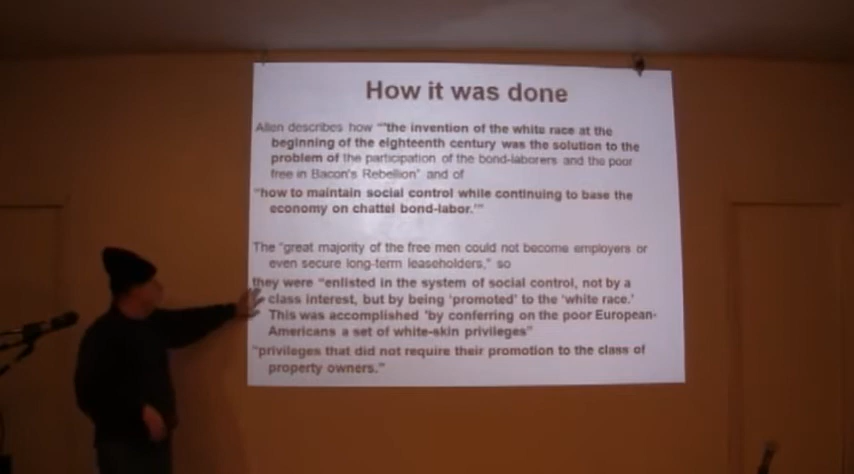 How it was done
Allen describes how "'the invention of the white race at the
beginning of the eighteenth century was the solution to the
problem of the participation of the bond-laborers and the poor
free in Bacon's Rebellion" and of
"how to maintain social control while continuing to base the
economy on chattel bond-labor.'"
The "great majority of the free men could not become employers or
even secure long-term leaseholders," so
they were "enlisted in the system of social control, not by a
class interest, but by being 'promoted' to the 'white race.'
This was accomplished 'by conferring on the poor European-
Americans a set of white-skin privileges"
"privileges that did not require their promotion to the class of
property owners."